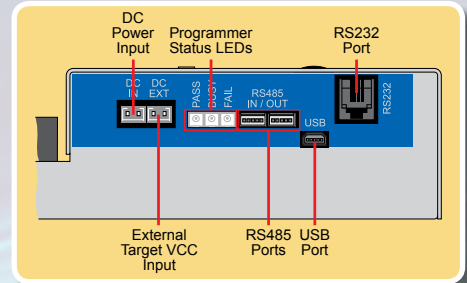 DC
Power
Input
Programmer
Status LEDs
RS232
Port
DC
IN
DC
EXT
PASS
BUSY
FAIL
RS485
IN / OUT
USB
RS232
External
Target VCC
Input
RS485
Ports
USB
Port